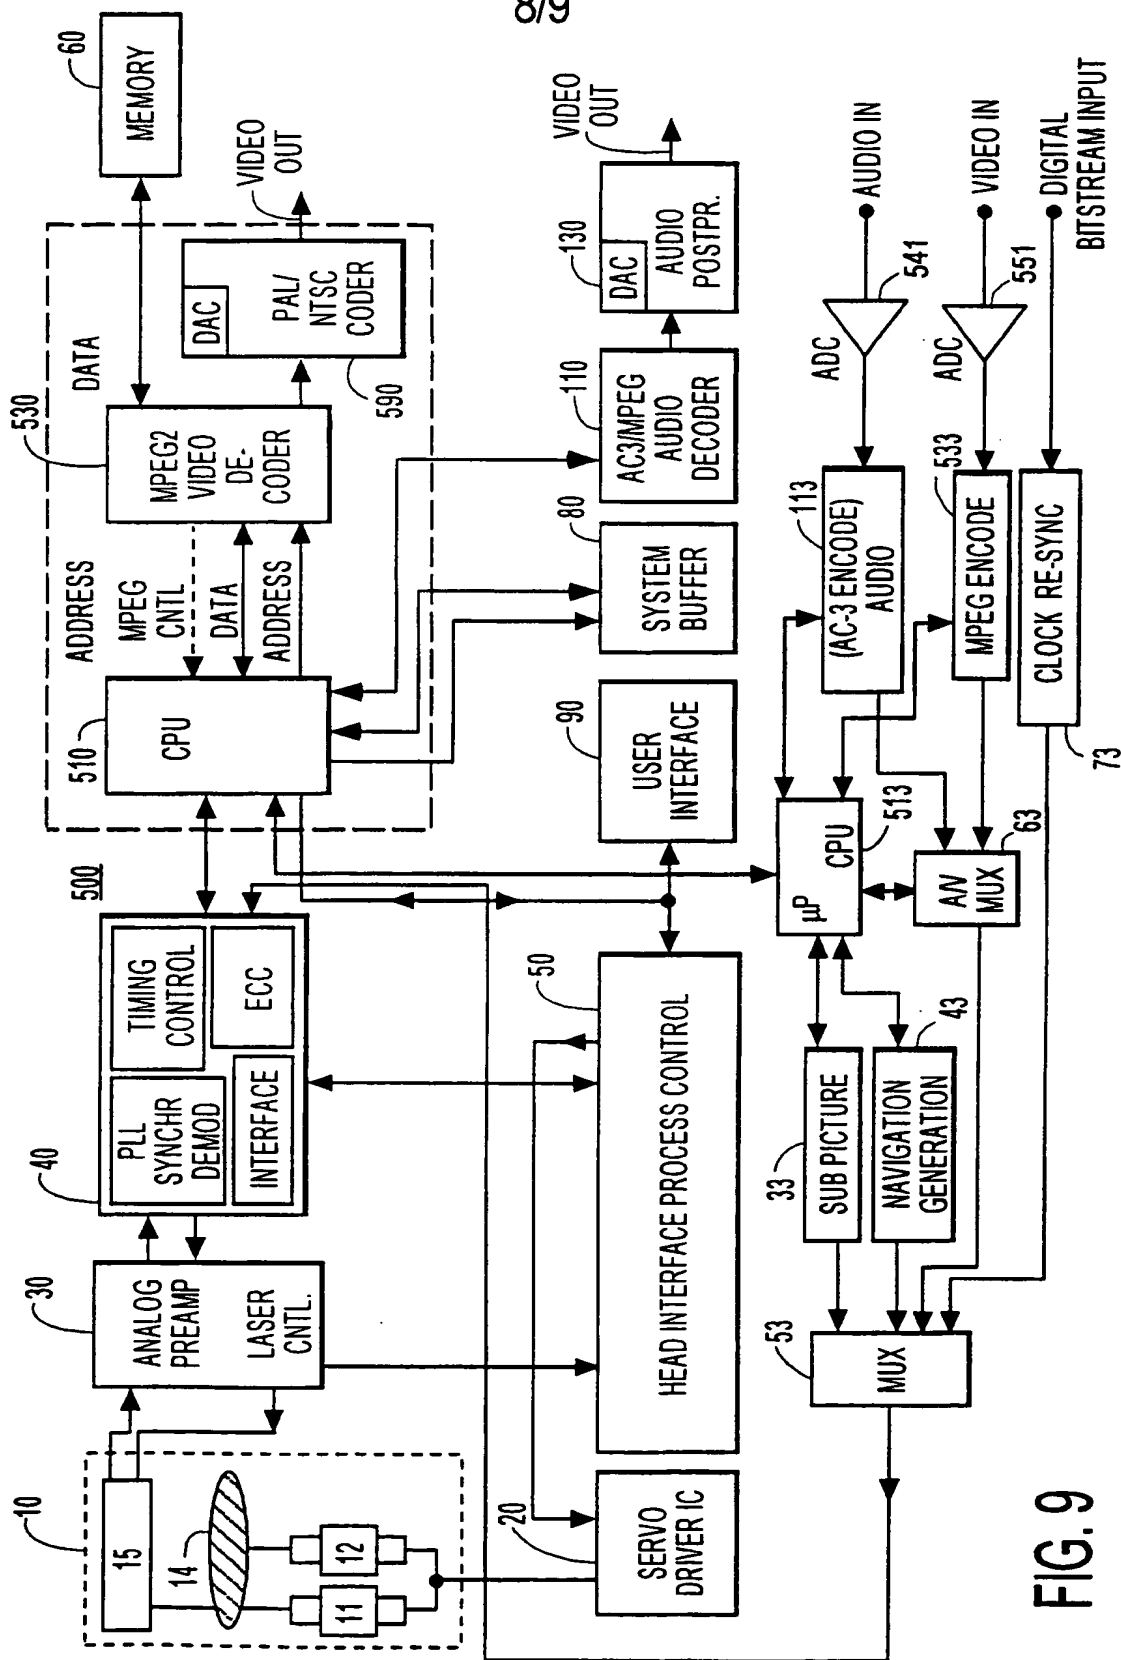 8/9
10
15
14
12
11
30
ANALOG
PREAMP
LASER
CNTL.
40
PLL
SYNCHR
DEMOD
TIMING
CONTROL
INTERFACE
ECC
500
510
CPU
ADDRESS
MPEG
CNTL
DATA
ADDRESS
530
MPEG2
VIDEO
DE-
CODER
DATA
60
MEMORY
DAC
PAL/
NTSC
CODER
590
VIDEO
OUT
20
SERVO
DRIVER IC
50
HEAD INTERFACE PROCESS CONTROL
90
USER
INTERFACE
80
SYSTEM
BUFFER
110
AC3/MPEG
AUDIO
DECODER
130
DAC
AUDIO
POSTPR.
VIDEO
OUT
53
MUX
33
SUB PICTURE
NAVIGATION
GENERATION
43
µP
CPU
513
A/V
MUX
63
113
(AC-3 ENCODE)
AUDIO
533
MPEG ENCODE
CLOCK RE-SYNC
73
ADC
541
ADC
551
AUDIO IN
VIDEO IN
DIGITAL
BITSTREAM INPUT
FIG. 9